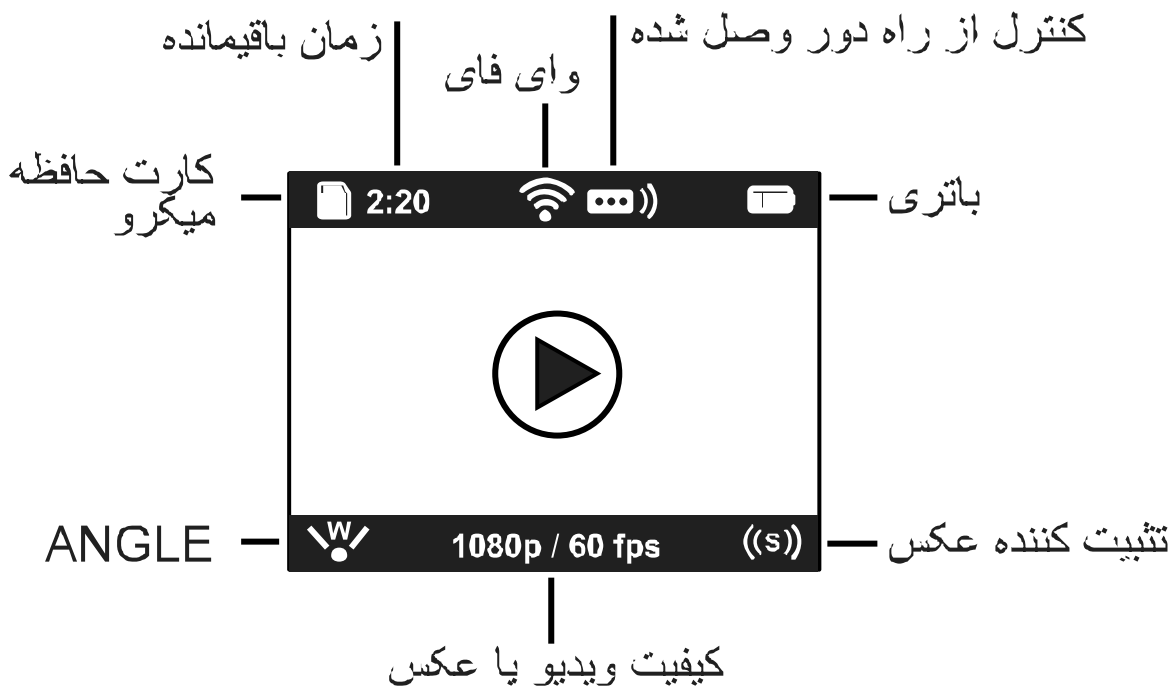 کنترل از راه دور وصل شده
زمان باقیمانده
وای فای
کارت حافظه
میکرو
باتری
2:20
ANGLE
W
1080p / 60 fps
((S))
تثبیت کننده عکس
کیفیت ویدیو یا عکس